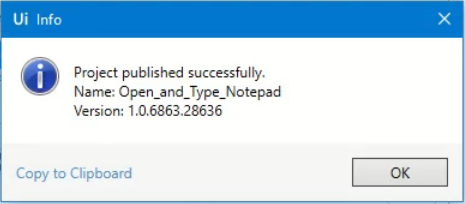 Ui Info
Project published successfully.
Name: Open_and_Type_Notepad
Version: 1.0.6863.28636
Copy to Clipboard
OK